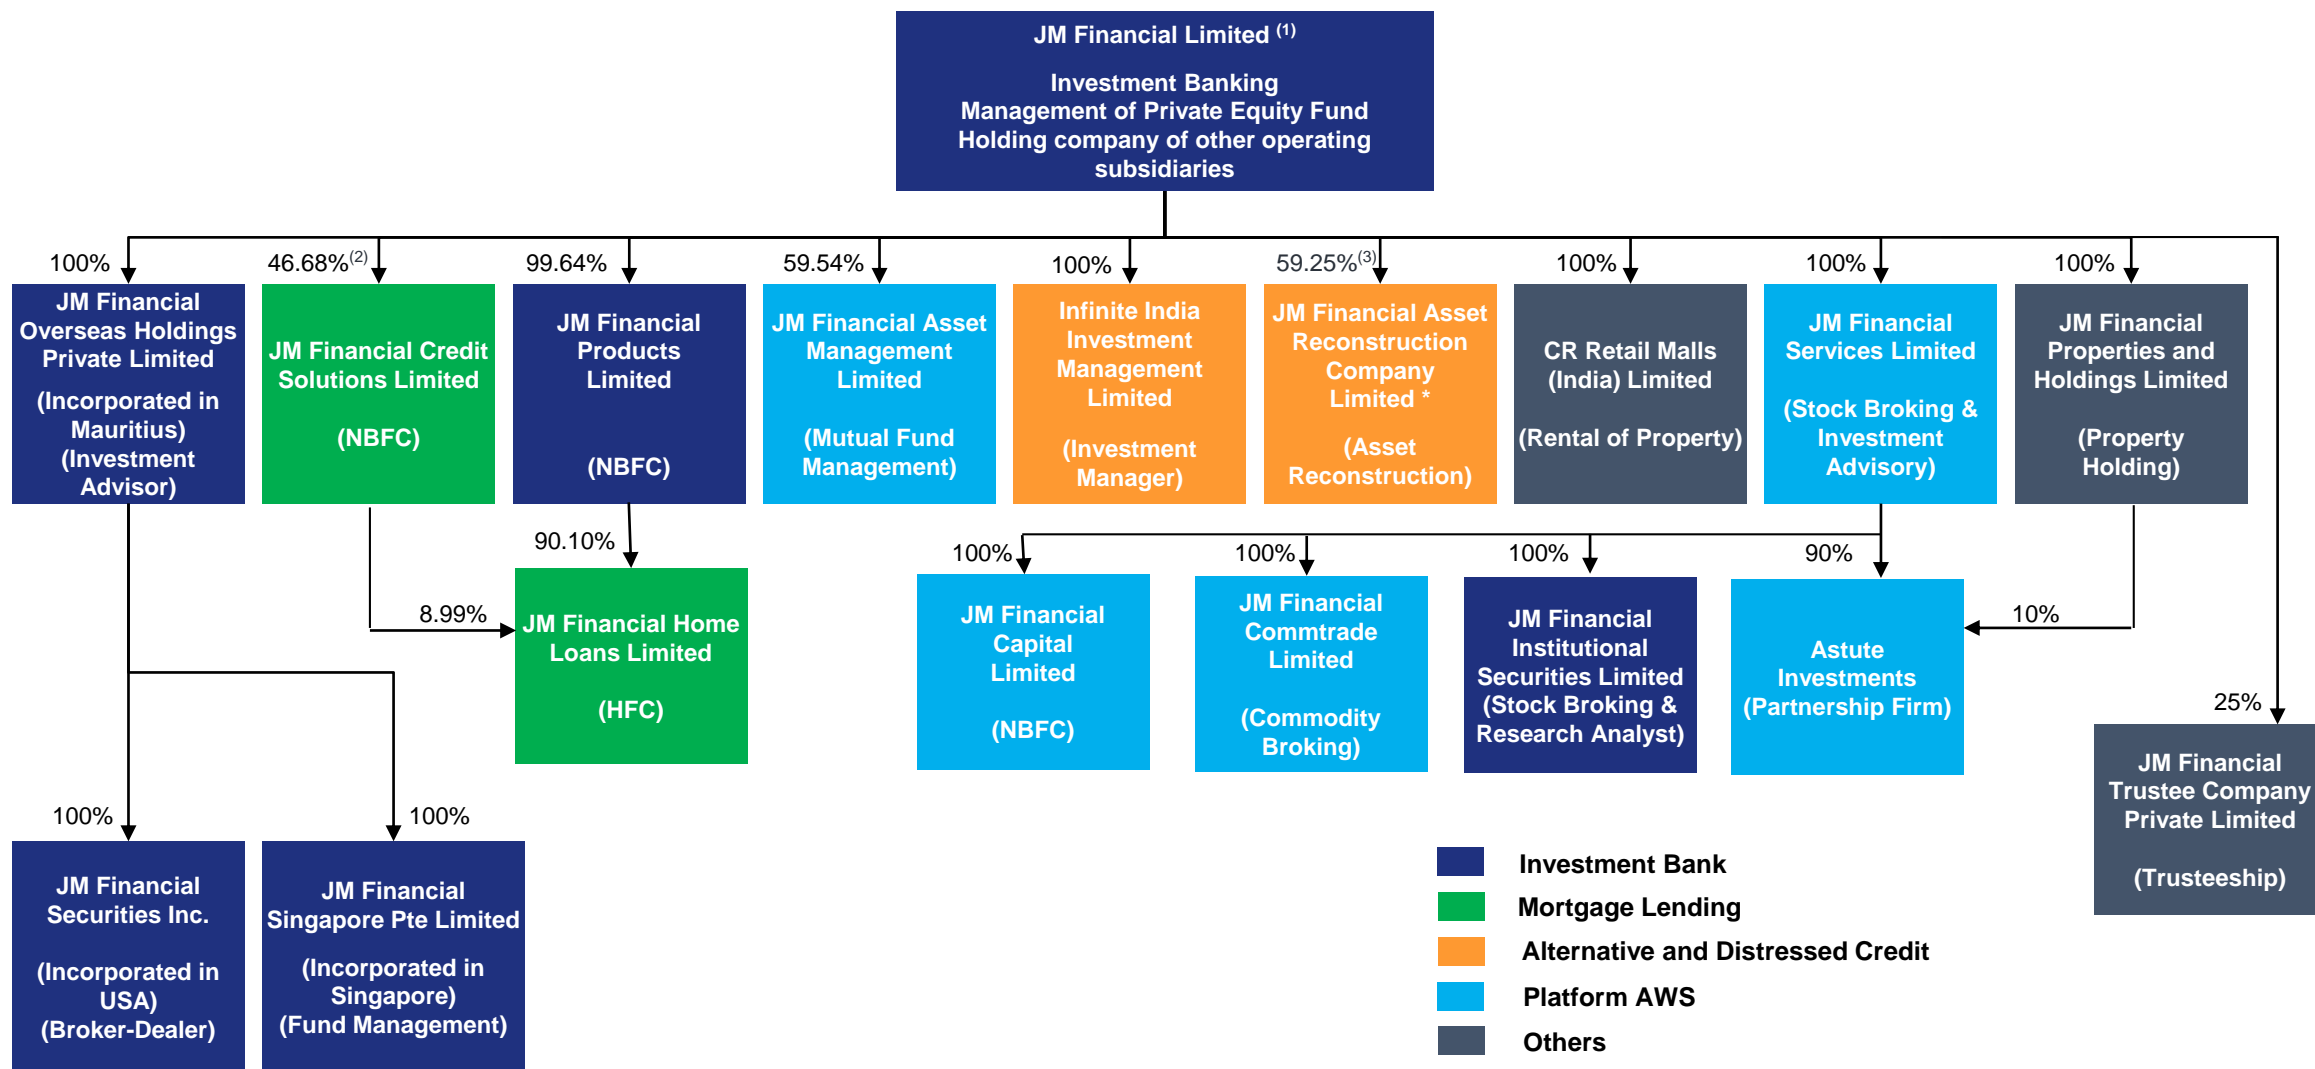 JM Financial Limited (1)
Investment Banking
Management of Private Equity Fund
Holding company of other operating
subsidiaries
100%
46.68%(2)
99.64%
59.54%
100%
59.25%(3)
100%
100%
100%
JM Financial
Overseas Holdings
Private Limited
(Incorporated in
Mauritius)
(Investment
Advisor)
JM Financial Credit
Solutions Limited
(NBFC)
JM Financial
Products
Limited
(NBFC)
JM Financial Asset
Management
Limited
(Mutual Fund
Management)
Infinite India
Investment
Management
Limited
(Investment
Manager)
JM Financial Asset
Reconstruction
Company
Limited *
(Asset
Reconstruction)
CR Retail Malls
(India) Limited
(Rental of Property)
JM Financial
Services Limited
(Stock Broking &
Investment
Advisory)
JM Financial
Properties and
Holdings Limited
(Property
Holding)
90.10%
8.99%
JM Financial Home
Loans Limited
(HFC)
100%
100%
100%
90%
10%
25%
JM Financial
Capital
Limited
(NBFC)
JM Financial
Commtrade
Limited
(Commodity
Broking)
JM Financial
Institutional
Securities Limited
(Stock Broking &
Research Analyst)
Astute
Investments
(Partnership Firm)
JM Financial
Trustee Company
Private Limited
(Trusteeship)
100%
100%
JM Financial
Securities Inc.
(Incorporated in
USA)
(Broker-Dealer)
JM Financial
Singapore Pte Limited
(Incorporated in
Singapore)
(Fund Management)
Investment Bank
Mortgage Lending
Alternative and Distressed Credit
Platform AWS
Others